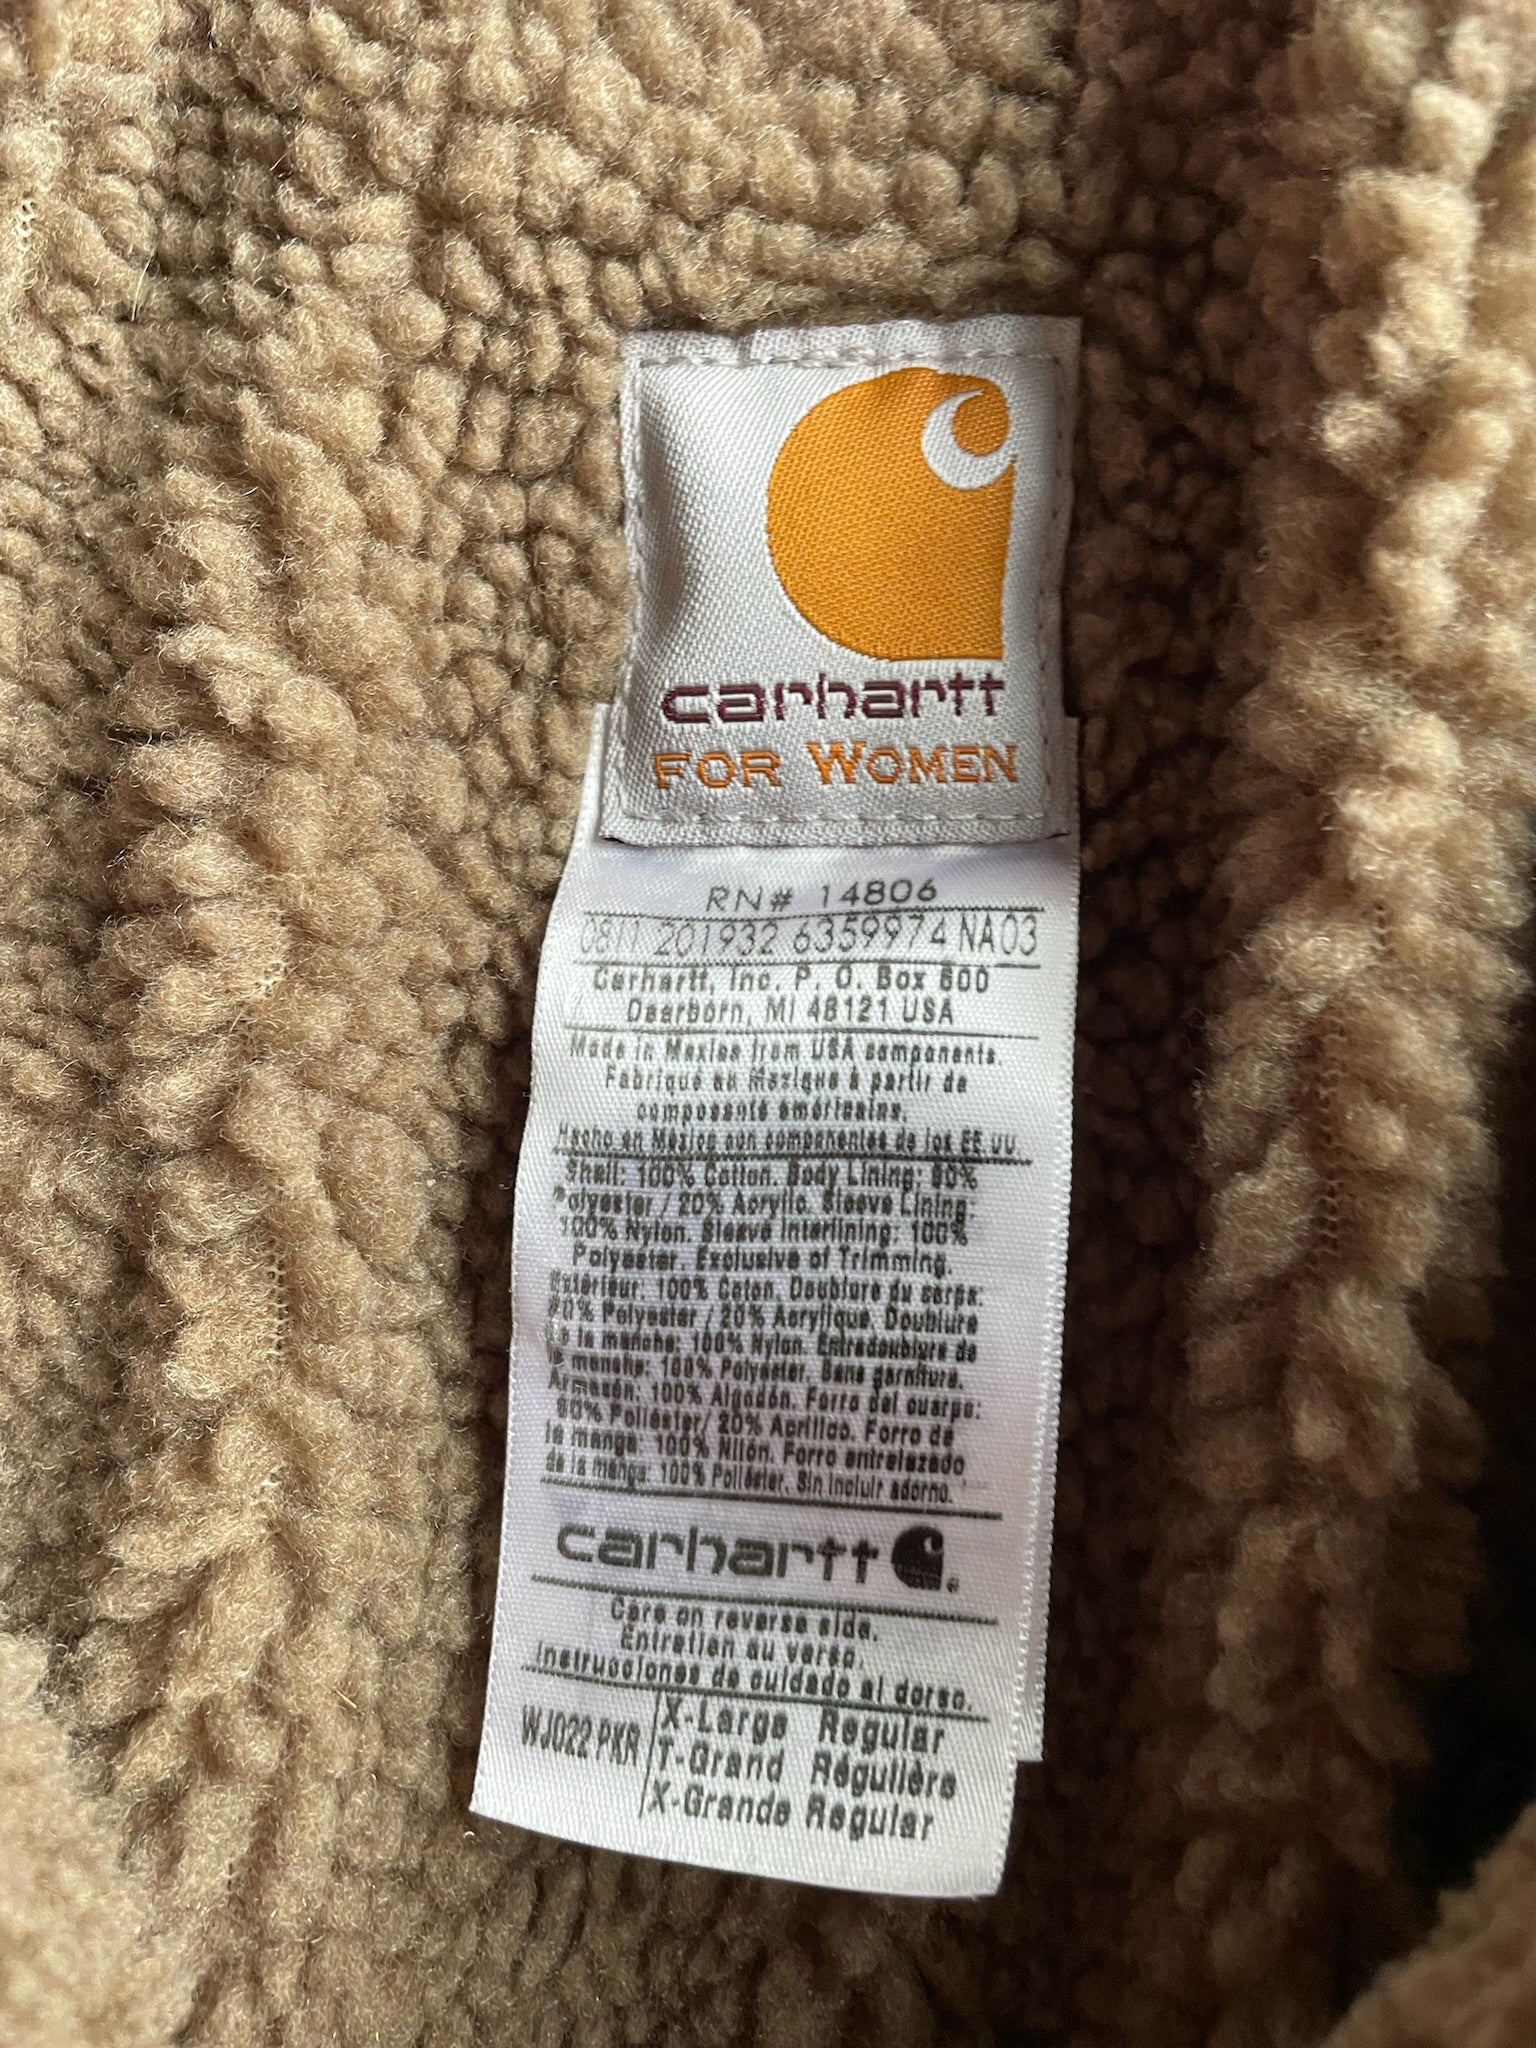 carhartt
FOR WOMEN
RN# 14806
0811 201932 6359974 NA03
Carhartt, Inc. P. O. Box 600
Dearborn, MI 48121 USA
Made in Mexico from USA components.
Fabriqué au Mexique à partir de
composants américains.
Hecho en México con componentes de los EE.UU.
Shell: 100% Cotton. Body Lining: 80%
Polyester / 20% Acrylic. Sleeve Lining:
100% Nylon. Sleeve Interlining: 100%
Polyester. Exclusive of Trimming.
Extérieur: 100% Coton. Doublure du corps:
80% Polyester / 20% Acrylique. Doublure
de la manche: 100% Nylon. Entredoublure de
manche: 100% Polyester. Sans garniture.
Armazón: 100% Algodón. Forro del cuerpo:
80% Poliéster/ 20% Acrílico. Forro de
la manga: 100% Nilón. Forro entrelazado
de la manga: 100% Poliéster. Sin incluir adorno.
carhartt
Care on reverse side.
Entretien au verso.
Instrucciones de cuidado al dorso.
WJ022 PKR X-Large Regular
T-Grand Régulière
X-Grande Regular